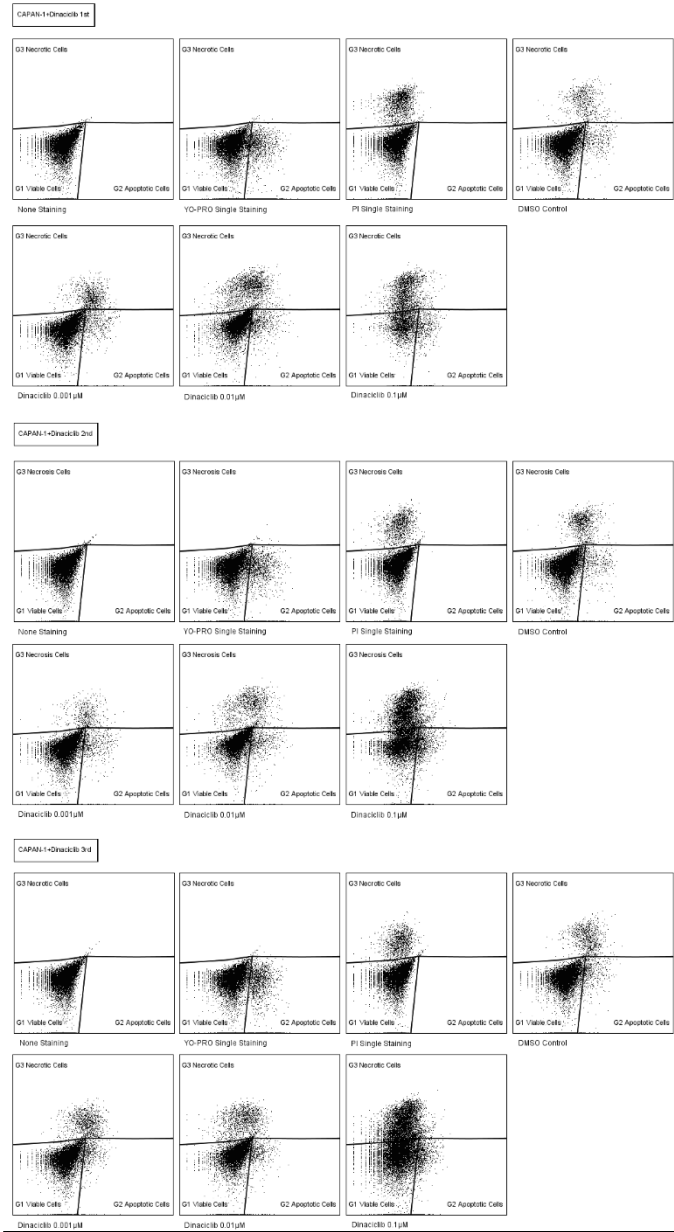 CAPAN-1+Dinaciclib 1st
G3 Necrotic Cells
G1 Viable Cells G2 Apoptotic Cells
None Staining
G3 Necrotic Cells
G1 Viable Cells G2 Apoptotic Cells
YO-PRO Single Staining
G3 Necrotic Cells
G1 Viable Cells G2 Apoptotic Cells
PI Single Staining
G3 Necrotic Cells
G1 Viable Cells G2 Apoptotic Cells
DMSO Control
G3 Necrotic Cells
G1 Viable Cells G2 Apoptotic Cells
Dinaciclib 0.001µM
G3 Necrotic Cells
G1 Viable Cells G2 Apoptotic Cells
Dinaciclib 0.01µM
G3 Necrotic Cells
G1 Viable Cells G2 Apoptotic Cells
Dinaciclib 0.1µM
CAPAN-1+Dinaciclib 2nd
G3 Necrosis Cells
G1 Viable Cells G2 Apoptotic Cells
None Staining
G3 Necrosis Cells
G1 Viable Cells G2 Apoptotic Cells
YO-PRO Single Staining
G3 Necrosis Cells
G1 Viable Cells G2 Apoptotic Cells
PI Single Staining
G3 Necrosis Cells
G1 Viable Cells G2 Apoptotic Cells
DMSO Control
G3 Necrosis Cells
G1 Viable Cells G2 Apoptotic Cells
Dinaciclib 0.001µM
G3 Necrosis Cells
G1 Viable Cells G2 Apoptotic Cells
Dinaciclib 0.01µM
G3 Necrosis Cells
G1 Viable Cells G2 Apoptotic Cells
Dinaciclib 0.1µM
CAPAN-1+Dinaciclib 3rd
G3 Necrotic Cells
G1 Viable Cells G2 Apoptotic Cells
None Staining
G3 Necrotic Cells
G1 Viable Cells G2 Apoptotic Cells
YO-PRO Single Staining
G3 Necrotic Cells
G1 Viable Cells G2 Apoptotic Cells
PI Single Staining
G3 Necrotic Cells
G1 Viable Cells G2 Apoptotic Cells
DMSO Control
G3 Necrotic Cells
G1 Viable Cells G2 Apoptotic Cells
Dinaciclib 0.001µM
G3 Necrotic Cells
G1 Viable Cells G2 Apoptotic Cells
Dinaciclib 0.01µM
G3 Necrotic Cells
G1 Viable Cells G2 Apoptotic Cells
Dinaciclib 0.1µM